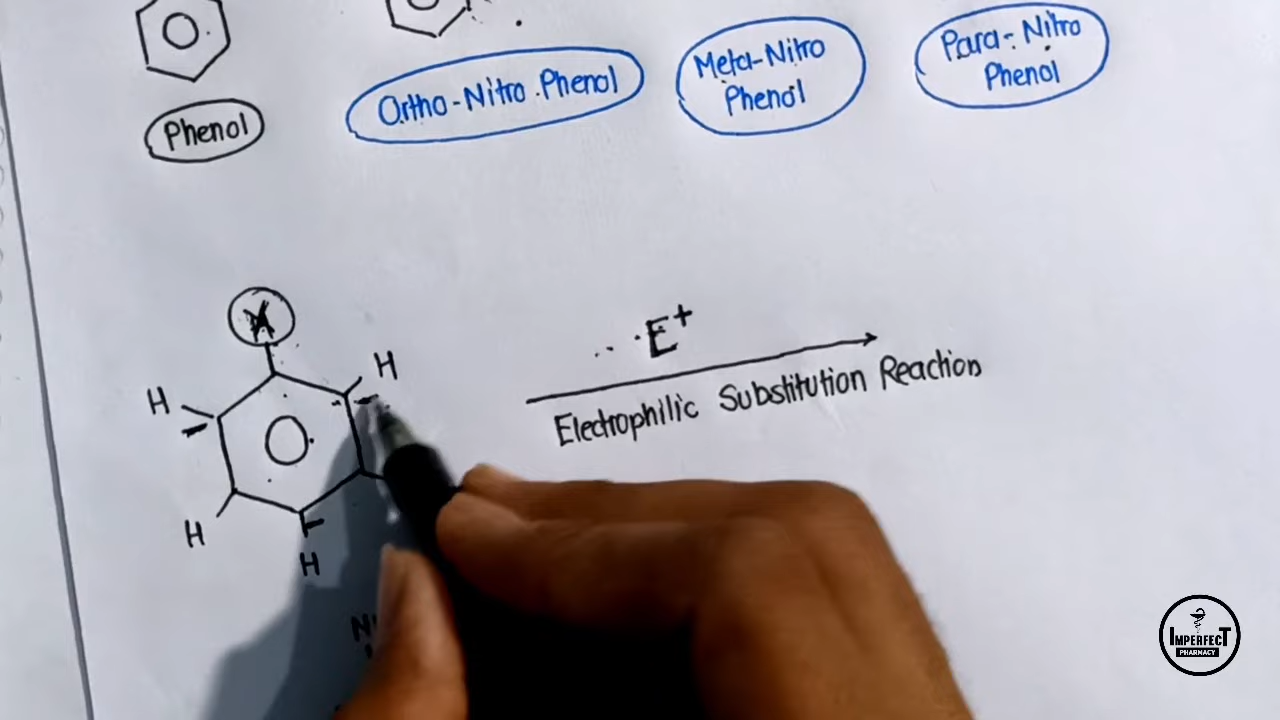 Phenol
Ortho-Nitro Phenol
Meta-Nitro
Phenol
Para-Nitro
Phenol
X
H
H
H
H
E+
Electrophilic Substitution Reaction
IMPERFECT
PHARMACY